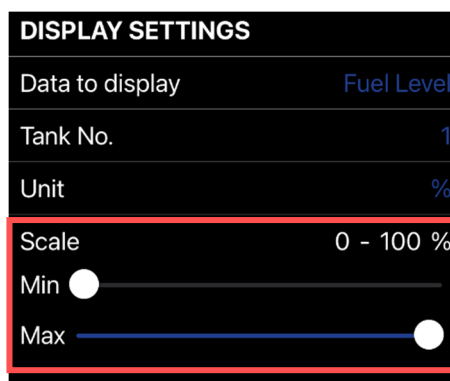 DISPLAY SETTINGS
Data to display Fuel Level
Tank No. 1
Unit %
Scale 0 - 100 %
Min
Max